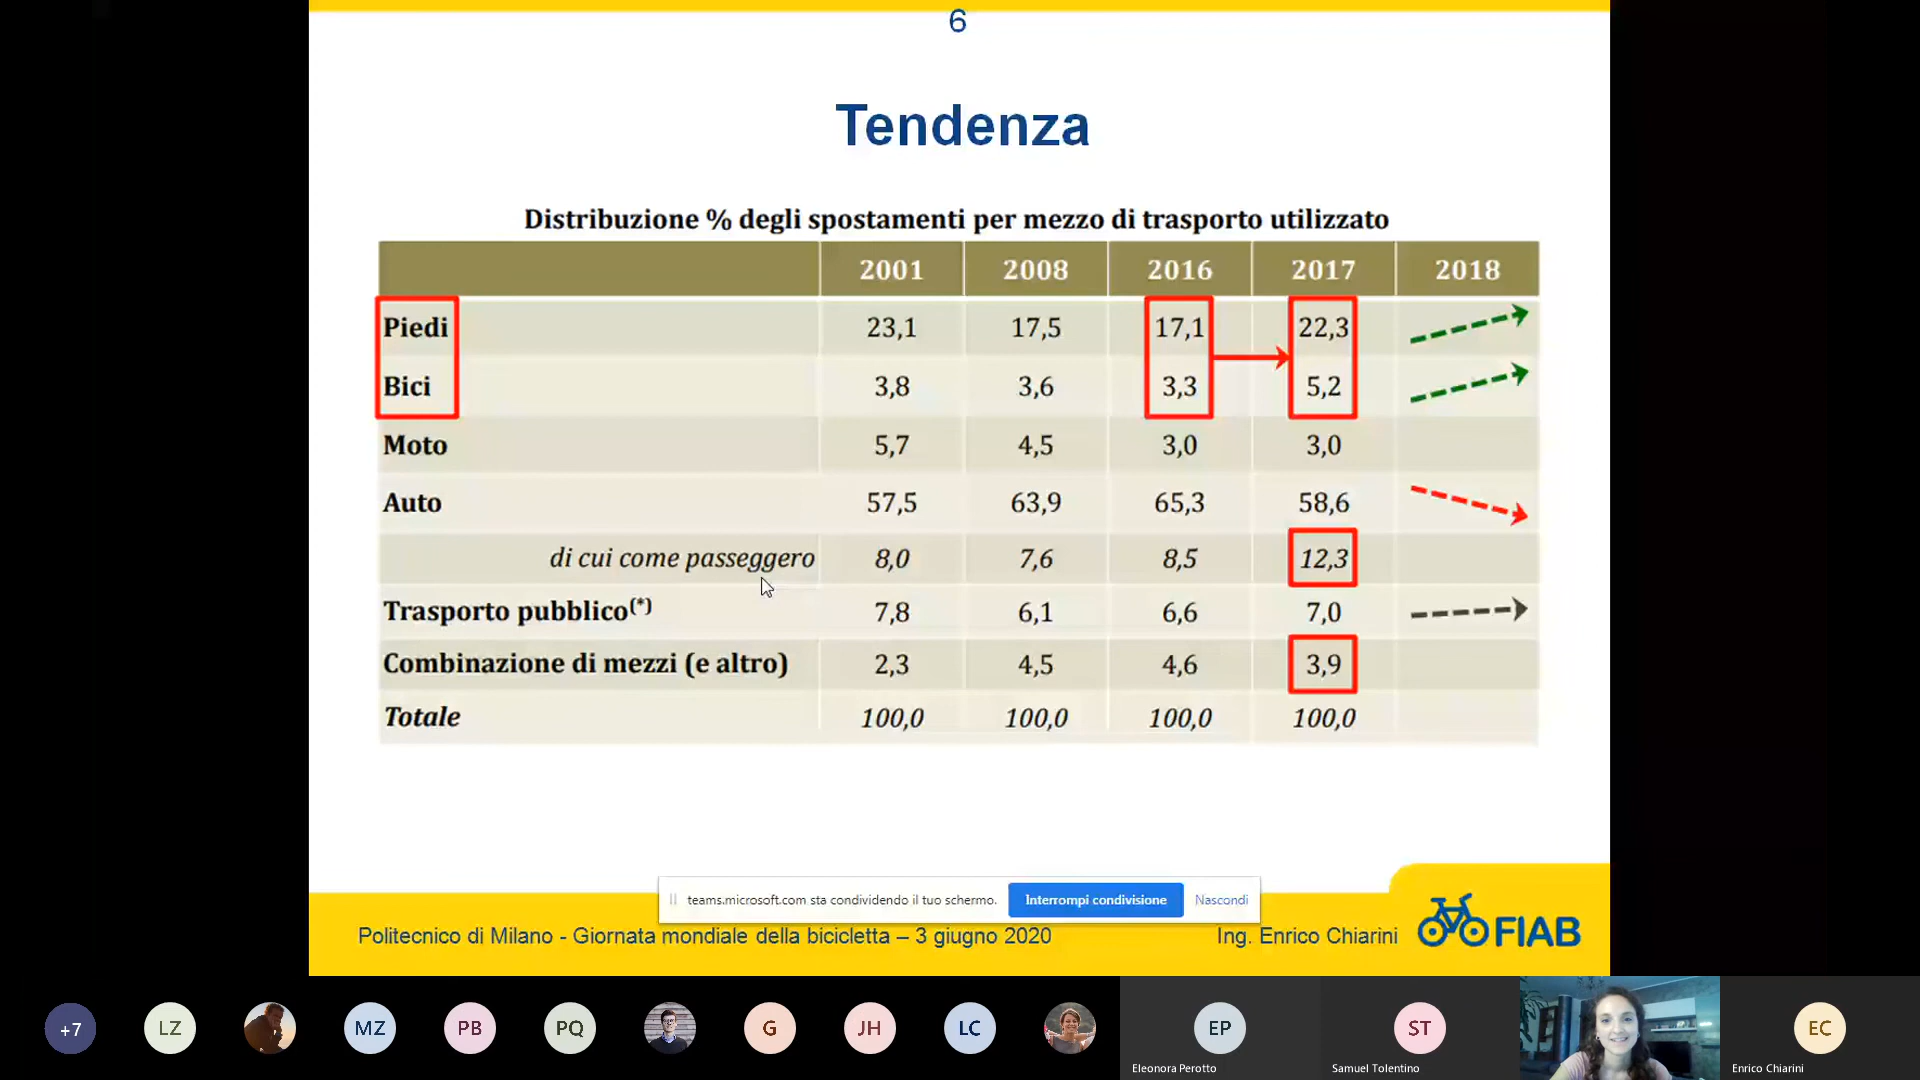 6
Tendenza
Distribuzione % degli spostamenti per mezzo di trasporto utilizzato
2001 2008 2016 2017 2018
Piedi 23,1 17,5 17,1 22,3
Bici 3,8 3,6 3,3 5,2
Moto 5,7 4,5 3,0 3,0
Auto 57,5 63,9 65,3 58,6
di cui come passeggero 8,0 7,6 8,5 12,3
Trasporto pubblico(*) 7,8 6,1 6,6 7,0
Combinazione di mezzi (e altro) 2,3 4,5 4,6 3,9
Totale 100,0 100,0 100,0 100,0
teams.microsoft.com sta condividendo il tuo schermo. Interrompi condivisione Nascondi
Politecnico di Milano - Giornata mondiale della bicicletta – 3 giugno 2020 Ing. Enrico Chiarini FIAB
+7 LZ MZ PB PQ G JH LC EP ST EC
Eleonora Perotto Samuel Tolentino Enrico Chiarini